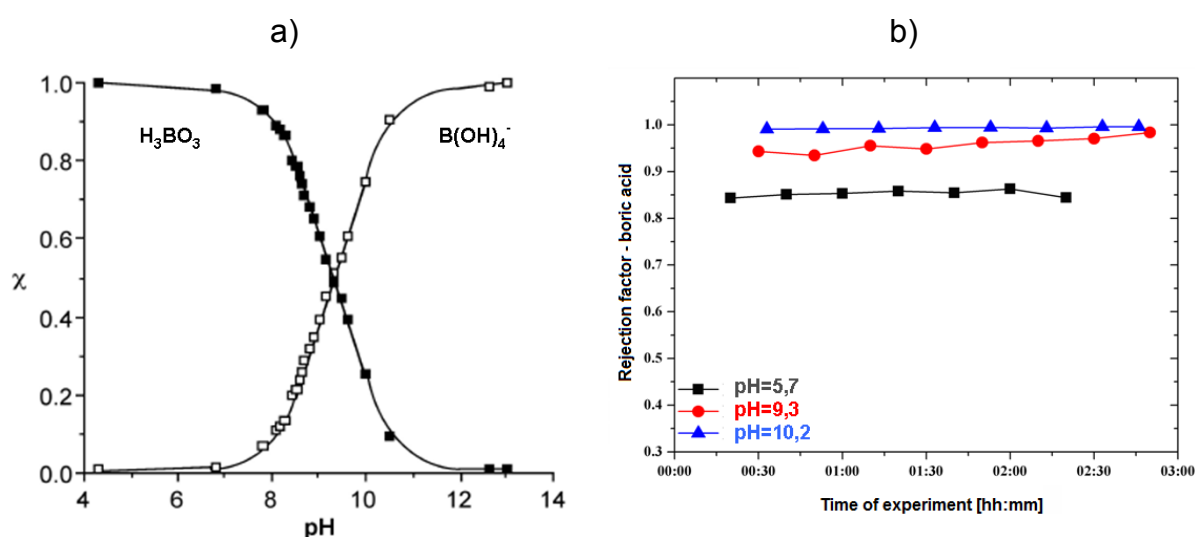 a)
1.0
0.8
0.6
0.4
0.2
0.0
χ
H₃BO₃
B(OH)₄⁻
4 6 8 10 12 14
pH
b)
1.0
0.9
0.8
0.7
0.6
0.5
0.4
0.3
Rejection factor - boric acid
pH=5,7
pH=9,3
pH=10,2
00:00 00:30 01:00 01:30 02:00 02:30 03:00
Time of experiment [hh:mm]